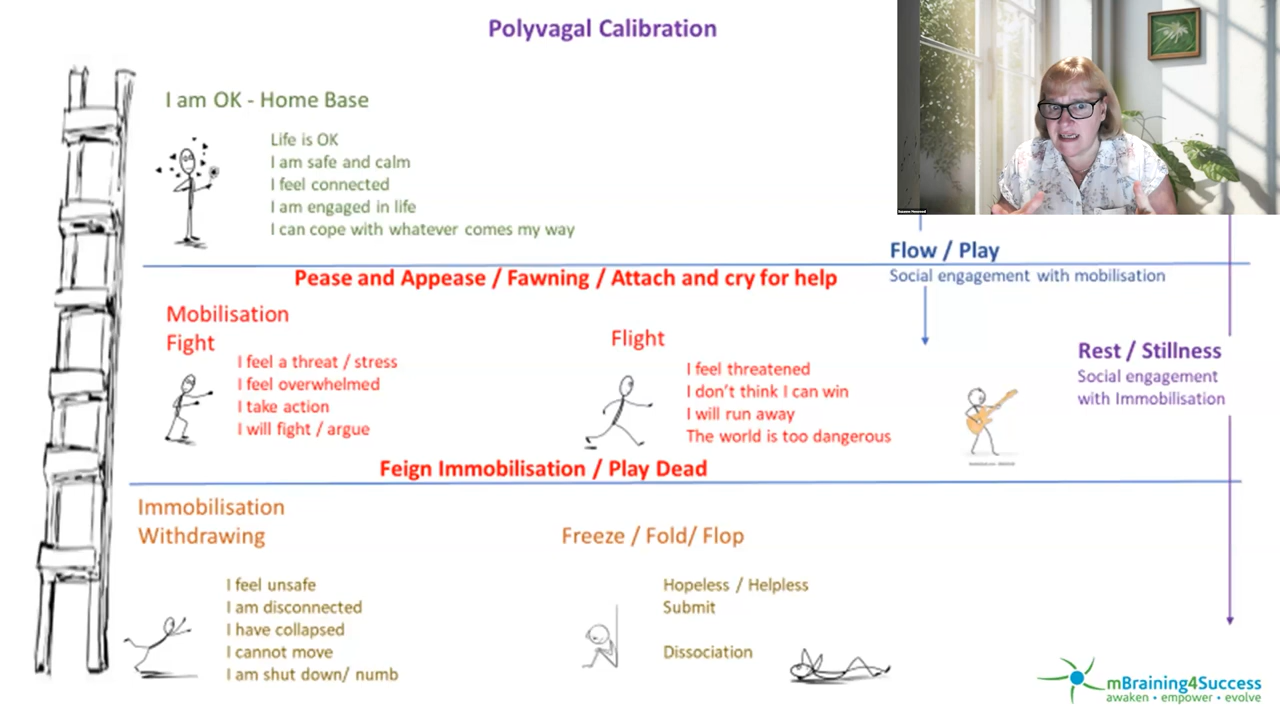 Polyvagal Calibration
I am OK - Home Base
Life is OK
I am safe and calm
I feel connected
I am engaged in life
I can cope with whatever comes my way
Flow / Play
Social engagement with mobilisation
Pease and Appease / Fawning / Attach and cry for help
Mobilisation
Fight
I feel a threat / stress
I feel overwhelmed
I take action
I will fight / argue
Flight
I feel threatened
I don't think I can win
I will run away
The world is too dangerous
Rest / Stillness
Social engagement
with Immobilisation
Feign Immobilisation / Play Dead
Immobilisation
Withdrawing
I feel unsafe
I am disconnected
I have collapsed
I cannot move
I am shut down/ numb
Freeze / Fold/ Flop
Hopeless / Helpless
Submit
Dissociation
mBraining4Success
awaken • empower • evolve